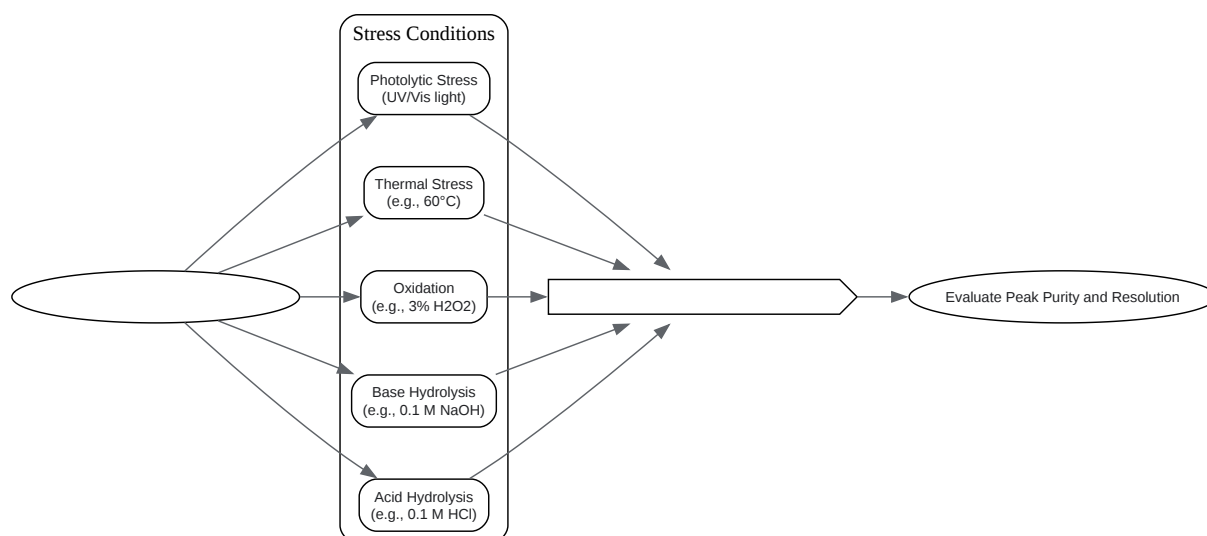 Stress Conditions
Photolytic Stress
(UV/Vis light)
Thermal Stress
(e.g., 60°C)
Oxidation
(e.g., 3% H2O2)
Evaluate Peak Purity and Resolution
Base Hydrolysis
(e.g., 0.1 M NaOH)
Acid Hydrolysis
(e.g., 0.1 M HCl)